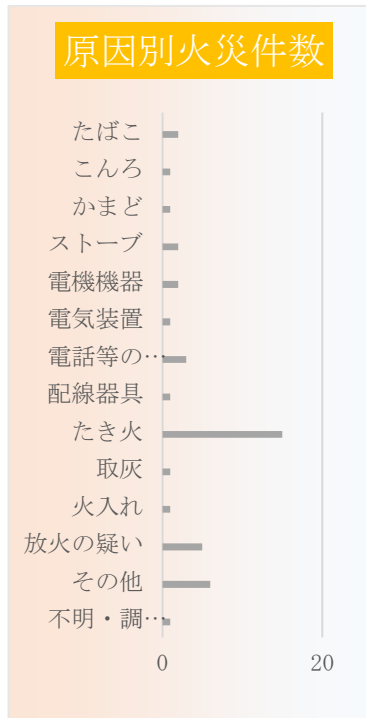 原因別火災件数
たばこ
こんろ
かまど
ストーブ
電機機器
電気装置
電話等の…
配線器具
たき火
取灰
火入れ
放火の疑い
その他
不明・調…
0 20